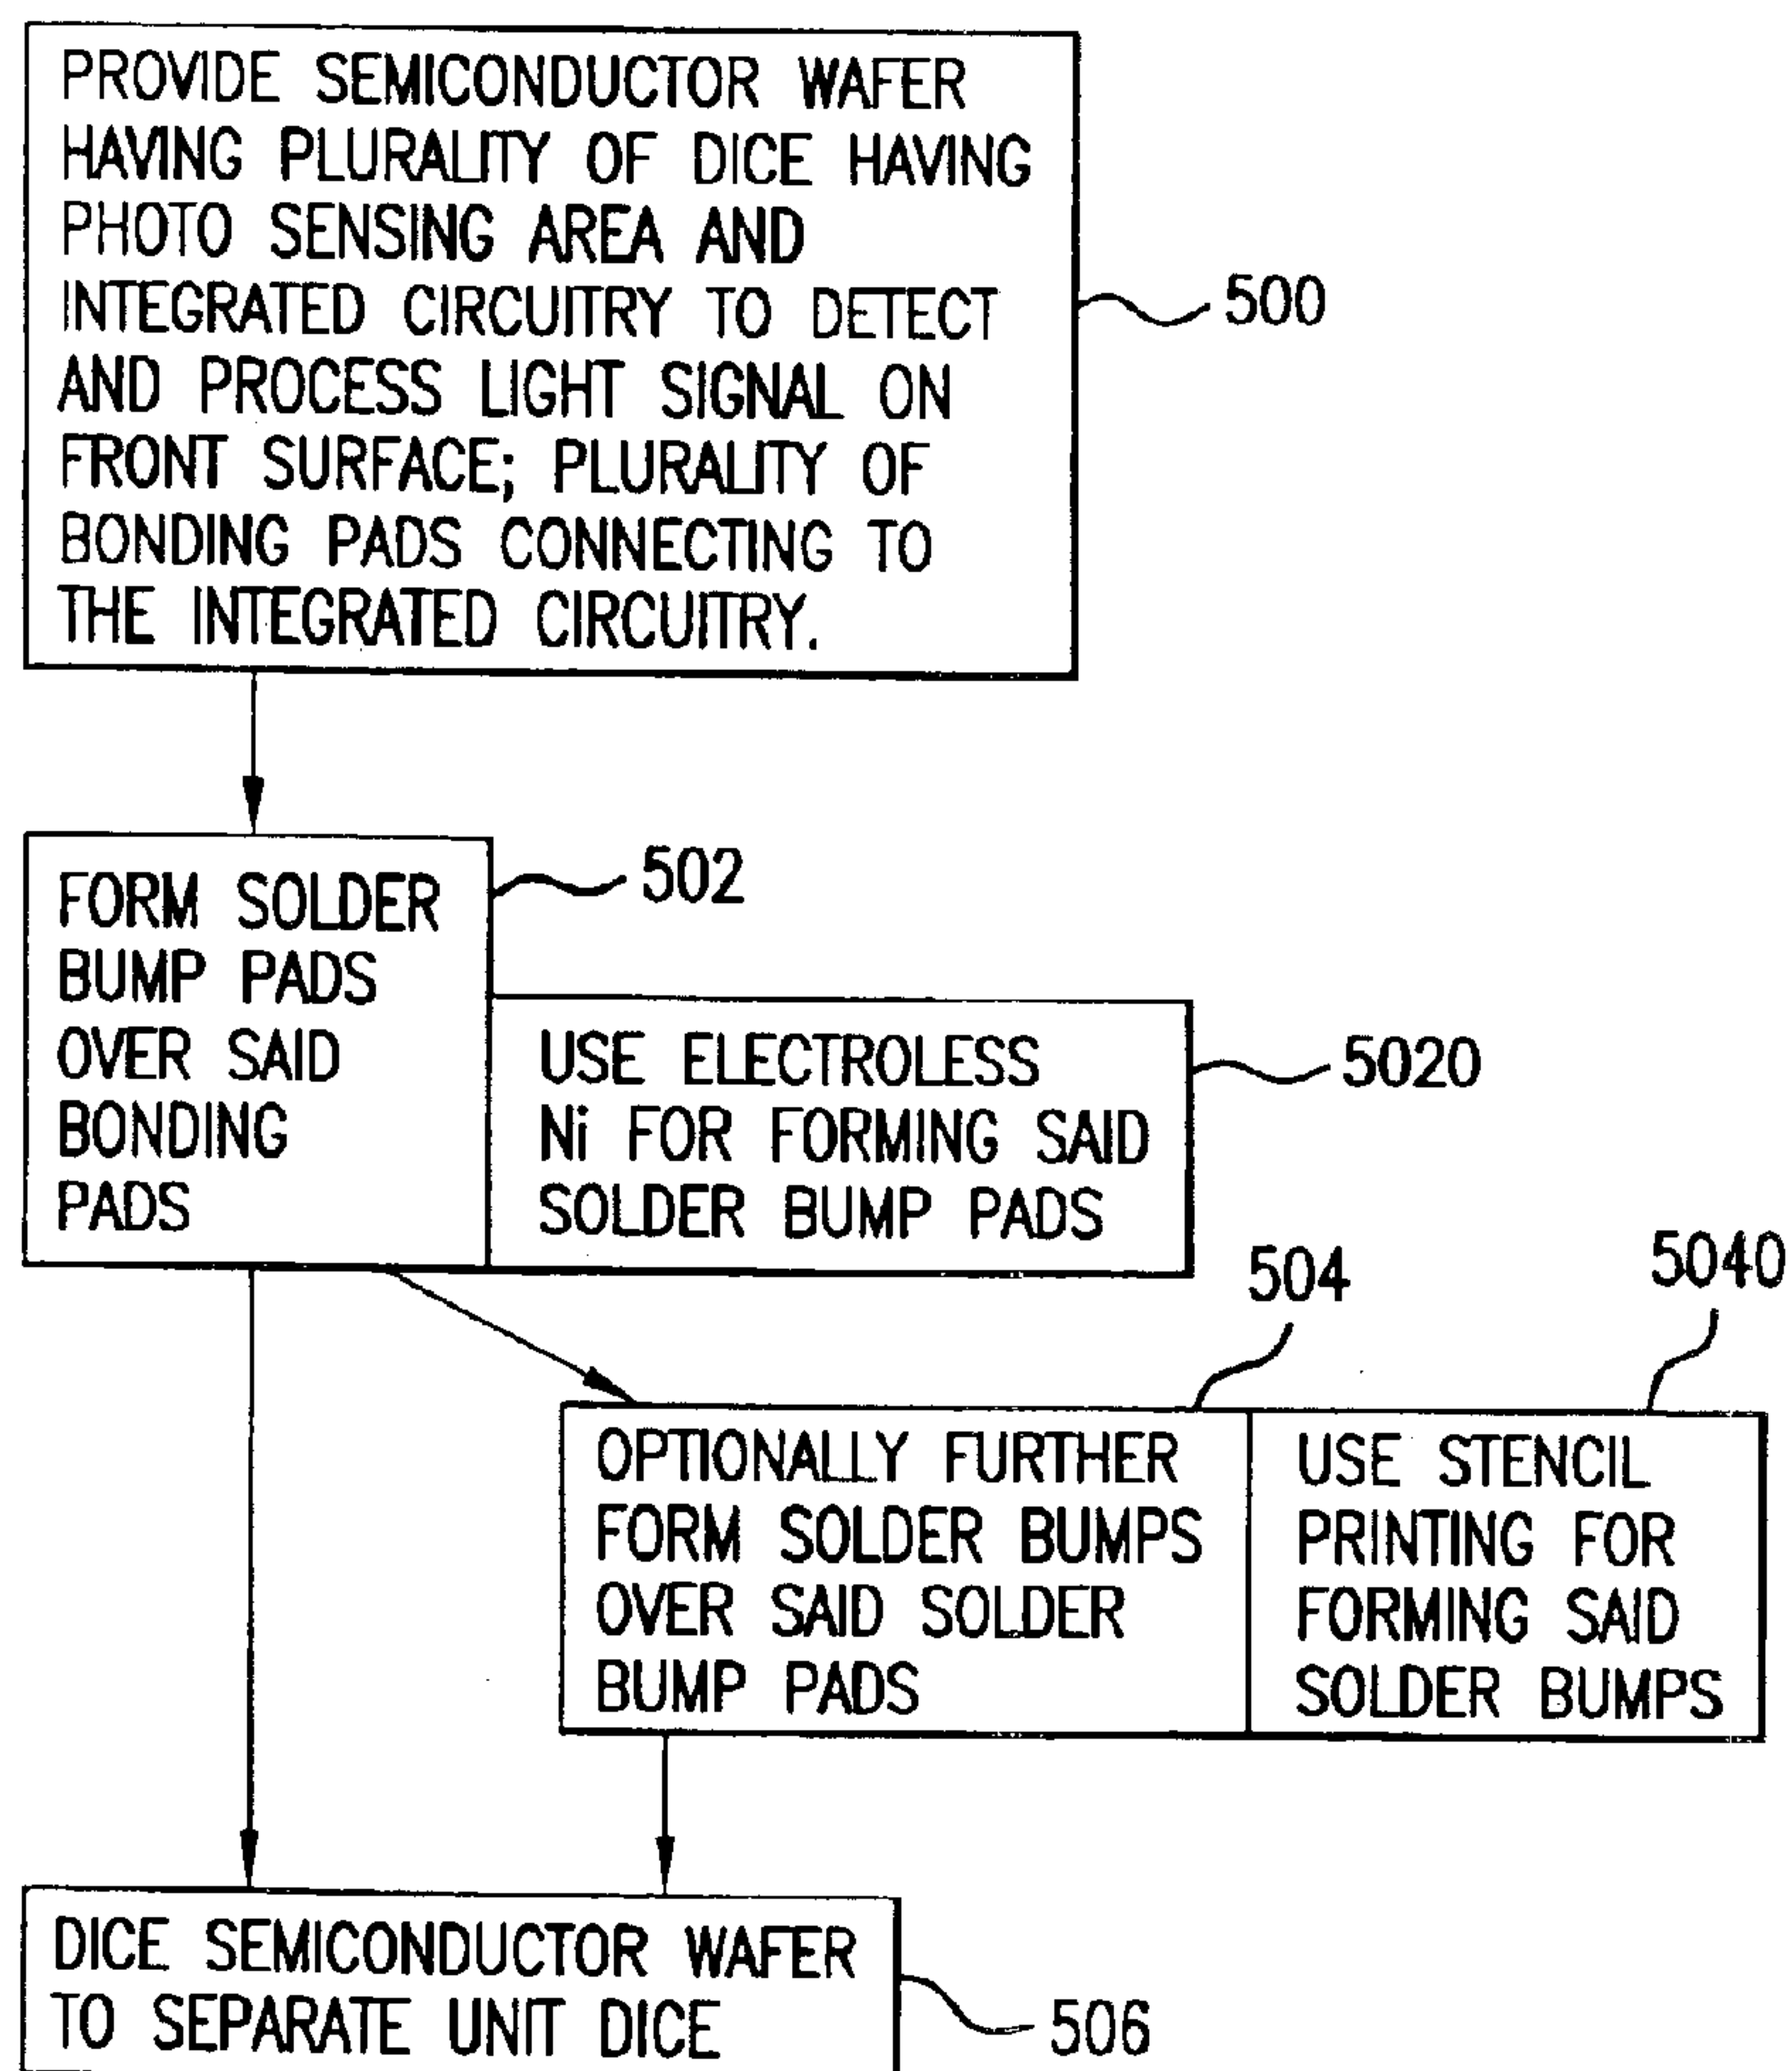 PROVIDE SEMICONDUCTOR WAFER
HAVING PLURALITY OF DICE HAVING
PHOTO SENSING AREA AND
INTEGRATED CIRCUITRY TO DETECT
AND PROCESS LIGHT SIGNAL ON
FRONT SURFACE; PLURALITY OF
BONDING PADS CONNECTING TO
THE INTEGRATED CIRCUITRY.
500
FORM SOLDER
BUMP PADS
OVER SAID
BONDING
PADS
502
USE ELECTROLESS
Ni FOR FORMING SAID
SOLDER BUMP PADS
5020
OPTIONALLY FURTHER
FORM SOLDER BUMPS
OVER SAID SOLDER
BUMP PADS
504
USE STENCIL
PRINTING FOR
FORMING SAID
SOLDER BUMPS
5040
DICE SEMICONDUCTOR WAFER
TO SEPARATE UNIT DICE
506